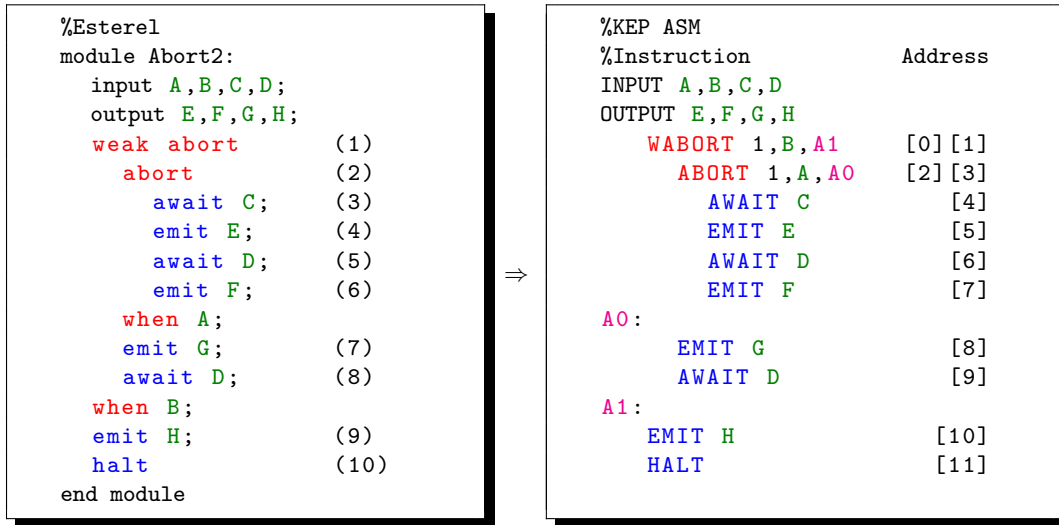 %Esterel
module Abort2:
input A,B,C,D;
output E,F,G,H;
weak abort (1)
abort (2)
await C; (3)
emit E; (4)
await D; (5)
emit F; (6)
when A;
emit G; (7)
await D; (8)
when B;
emit H; (9)
halt (10)
end module
⇒
%KEP ASM
%Instruction Address
INPUT A,B,C,D
OUTPUT E,F,G,H
WABORT 1,B,A1 [0][1]
ABORT 1,A,A0 [2][3]
AWAIT C [4]
EMIT E [5]
AWAIT D [6]
EMIT F [7]
A0:
EMIT G [8]
AWAIT D [9]
A1:
EMIT H [10]
HALT [11]